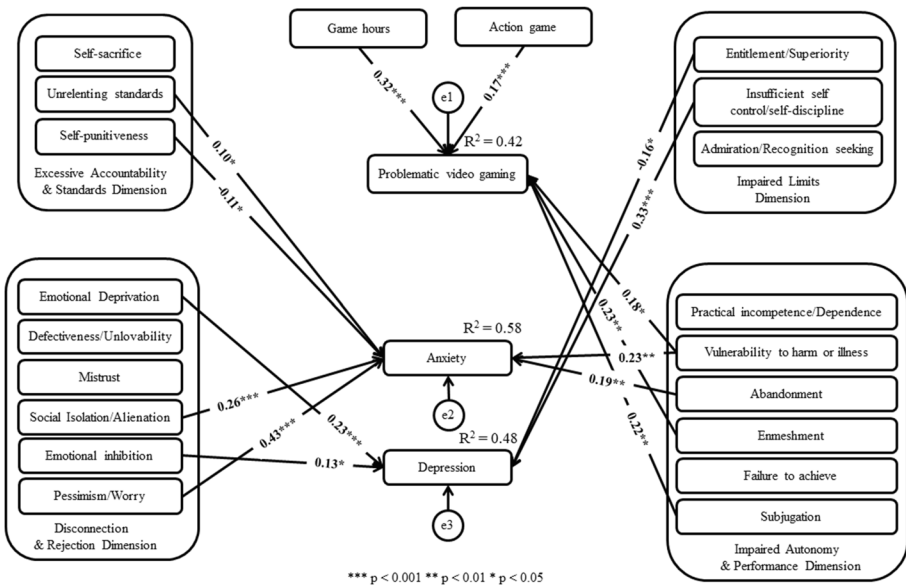 Game hours
Action game
Self-sacrifice
Unrelenting standards
Self-punitiveness
Excessive Accountability
& Standards Dimension
Entitlement/Superiority
Insufficient self
control/self-discipline
Admiration/Recognition seeking
Impaired Limits
Dimension
0.32***
0.17***
e1
R² = 0.42
Problematic video gaming
0.10*
-0.11*
-0.16*
0.33***
Emotional Deprivation
Defectiveness/Unlovability
Mistrust
Social Isolation/Alienation
Emotional inhibition
Pessimism/Worry
Disconnection
& Rejection Dimension
0.26***
0.43***
0.23***
0.13*
R² = 0.58
Anxiety
e2
R² = 0.48
Depression
e3
0.18*
0.23**
0.23**
0.19**
0.22**
Practical incompetence/Dependence
Vulnerability to harm or illness
Abandonment
Enmeshment
Failure to achieve
Subjugation
Impaired Autonomy
& Performance Dimension
*** p < 0.001 ** p < 0.01 * p < 0.05